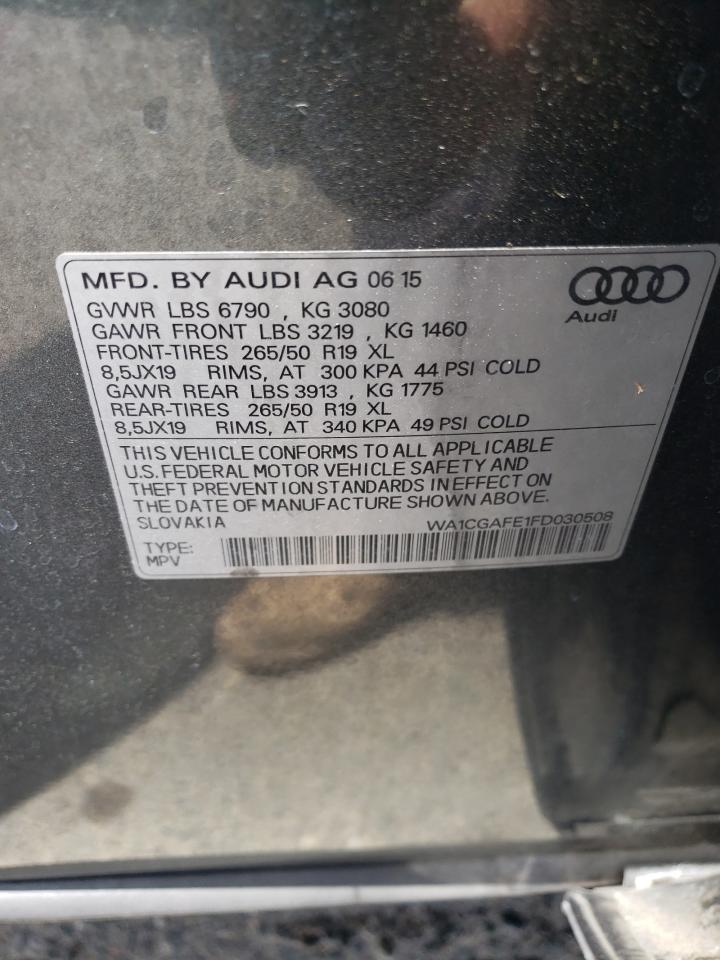 MFD. BY AUDI AG 06 15
Audi
GVWR LBS 6790 , KG 3080
GAWR FRONT LBS 3219 , KG 1460
FRONT-TIRES 265/50 R19 XL
8,5JX19 RIMS, AT 300 KPA 44 PSI COLD
GAWR REAR LBS 3913 , KG 1775
REAR-TIRES 265/50 R19 XL
8,5JX19 RIMS, AT 340 KPA 49 PSI COLD
THIS VEHICLE CONFORMS TO ALL APPLICABLE
U.S. FEDERAL MOTOR VEHICLE SAFETY AND
THEFT PREVENTION STANDARDS IN EFFECT ON
THE DATE OF MANUFACTURE SHOWN ABOVE.
SLOVAKIA WA1CGAFE1FD030508
TYPE:
MPV